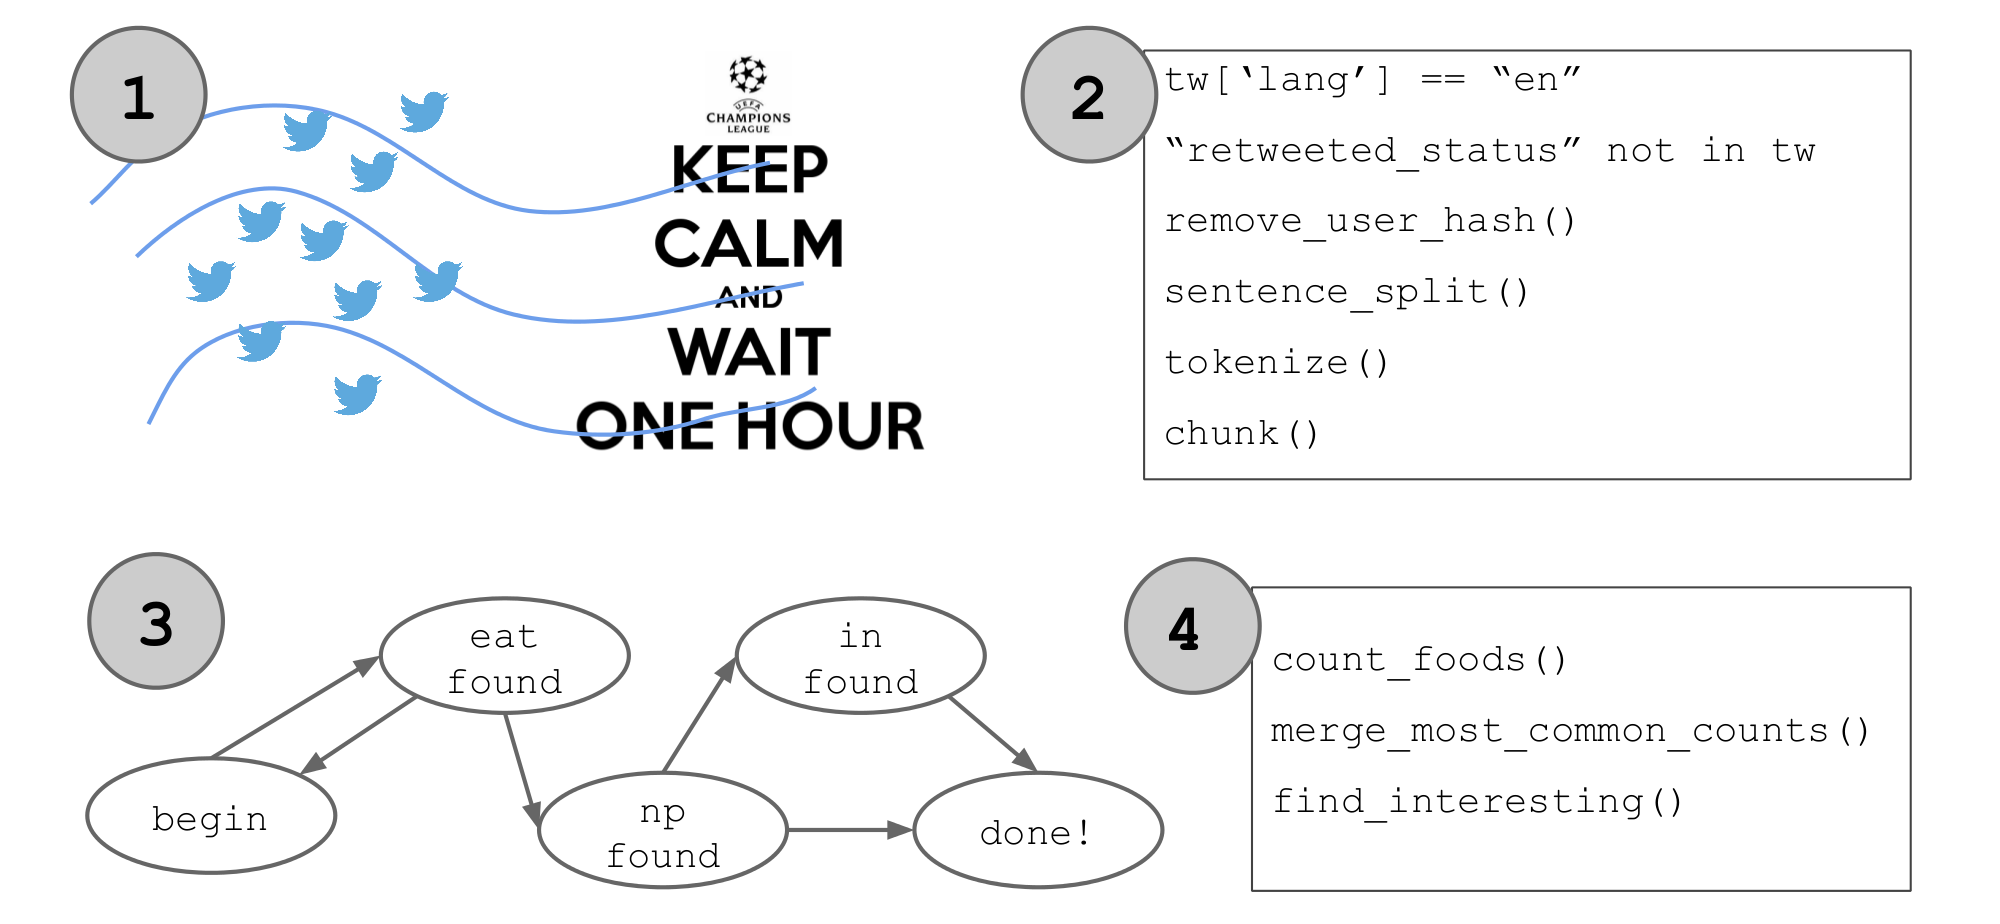 1
UEFA
CHAMPIONS
LEAGUE
KEEP
CALM
AND
WAIT
ONE HOUR
2
tw[‘lang’] == “en”
“retweeted_status” not in tw
remove_user_hash()
sentence_split()
tokenize()
chunk()
3
eat
found
in
found
begin
np
found
done!
4
count_foods()
merge_most_common_counts()
find_interesting()